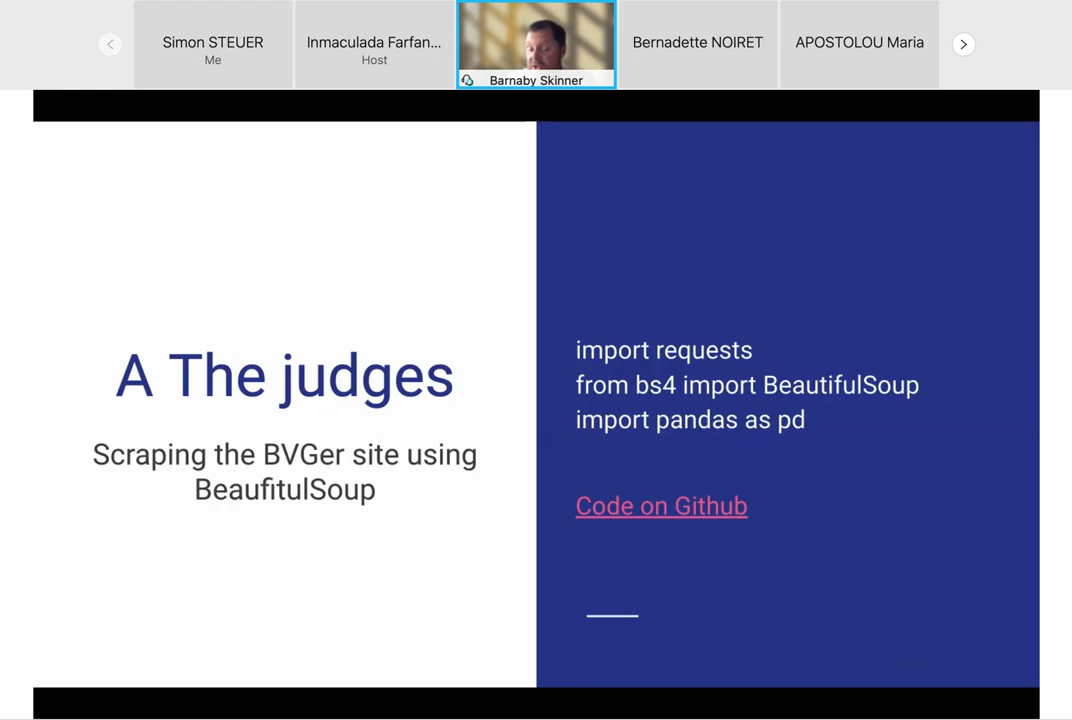 Simon STEUER
Me
Inmaculada Farfan...
Host
Barnaby Skinner
Bernadette NOIRET
APOSTOLOU Maria
A The judges
Scraping the BVGer site using
BeaufitulSoup
import requests
from bs4 import BeautifulSoup
import pandas as pd
Code on Github